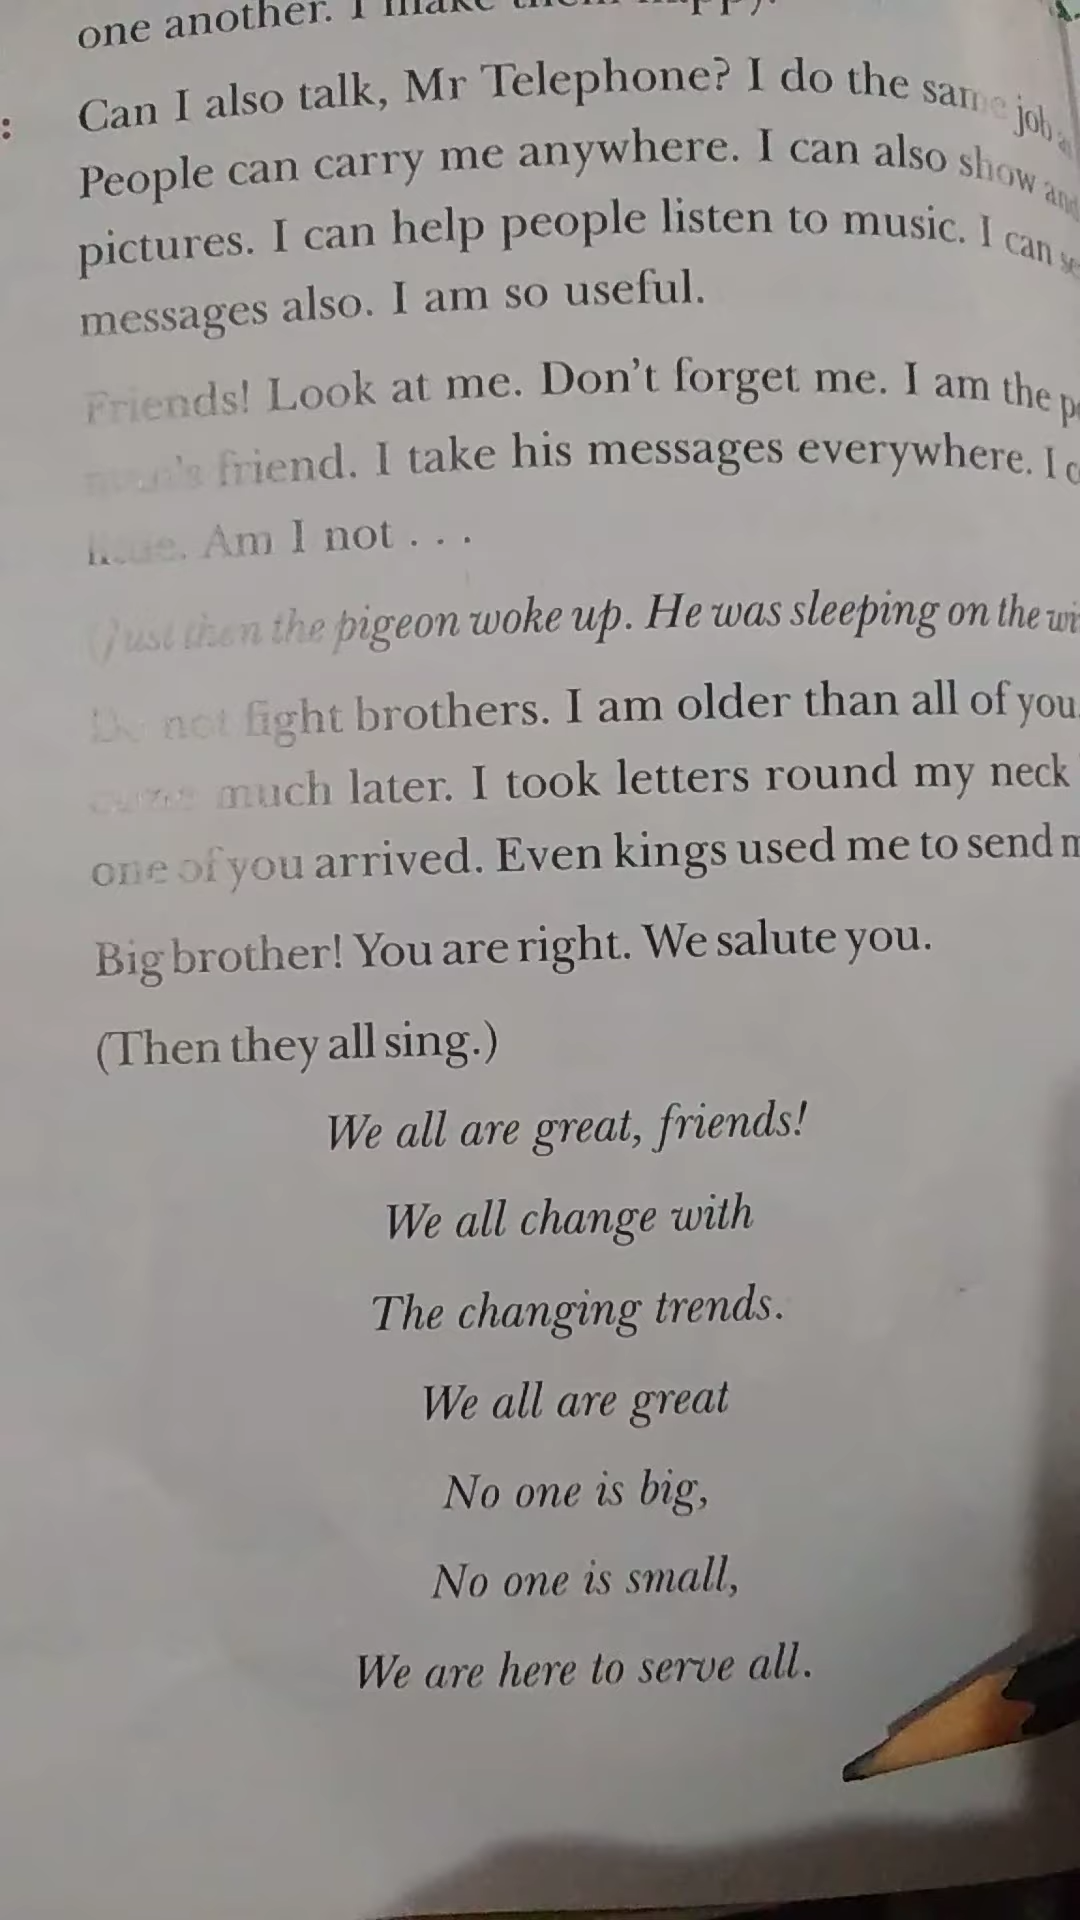 one another. I make them happy.
: Can I also talk, Mr Telephone? I do the same job
People can carry me anywhere. I can also show and
pictures. I can help people listen to music. I can
messages also. I am so useful.
Friends! Look at me. Don't forget me. I am the
friend. I take his messages everywhere. I
Am I not . . .
(Just then the pigeon woke up. He was sleeping on the
Do not fight brothers. I am older than all of you.
came much later. I took letters round my neck
one of you arrived. Even kings used me to send
Big brother! You are right. We salute you.
(Then they all sing.)
We all are great, friends!
We all change with
The changing trends.
We all are great
No one is big,
No one is small,
We are here to serve all.